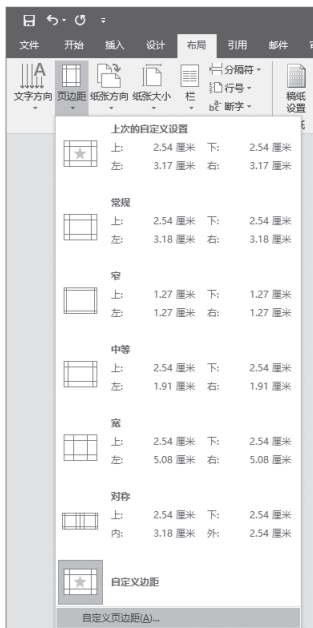 文件 开始 插入 设计 布局 引用 邮件
文字方向 页边距 纸张方向 纸张大小 栏 分隔符 行号 断字 稿纸设置
上次的自定义设置
上: 2.54 厘米 下: 2.54 厘米
左: 3.17 厘米 右: 3.17 厘米
常规
上: 2.54 厘米 下: 2.54 厘米
左: 3.18 厘米 右: 3.18 厘米
窄
上: 1.27 厘米 下: 1.27 厘米
左: 1.27 厘米 右: 1.27 厘米
中等
上: 2.54 厘米 下: 2.54 厘米
左: 1.91 厘米 右: 1.91 厘米
宽
上: 2.54 厘米 下: 2.54 厘米
左: 5.08 厘米 右: 5.08 厘米
对称
上: 2.54 厘米 下: 2.54 厘米
内: 3.18 厘米 外: 2.54 厘米
自定义边距
自定义页边距(A)...